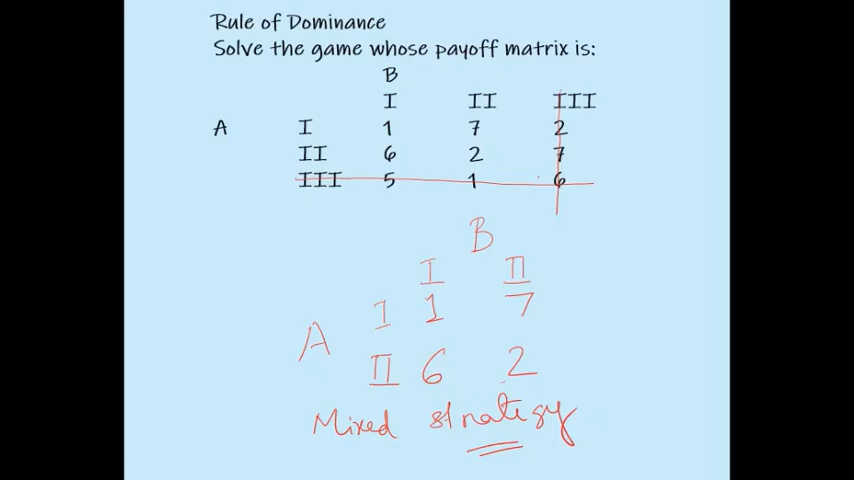 Rule of Dominance
Solve the game whose payoff matrix is:
B
I II III
A I 1 7 2
II 6 2 7
III 5 1 6
B
I II
A I 1 7
II 6 2
Mixed strategy